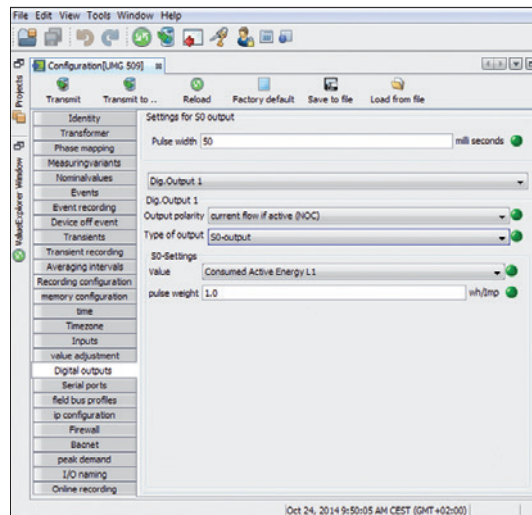 File Edit View Tools Window Help
Projects
ValueExplorer Window
Configuration[UMG 509]
Transmit Transmit to .. Reload Factory default Save to file Load from file
Identity
Transformer
Phase mapping
Measuringvariants
Nominalvalues
Events
Event recording
Device off event
Transients
Transient recording
Averaging intervals
Recording configuration
memory configuration
time
Timezone
Inputs
value adjustment
Digital outputs
Serial ports
field bus profiles
ip configuration
Firewall
Bacnet
peak demand
I/O naming
Online recording
Settings for S0 output
Pulse width 50 milli seconds
Dig.Output 1
Dig.Output 1
Output polarity current flow if active (NOC)
Type of output S0-output
S0-Settings
Value Consumed Active Energy L1
pulse weight 1.0 wh/Imp
Oct 24, 2014 9:50:05 AM CEST (GMT+02:00)